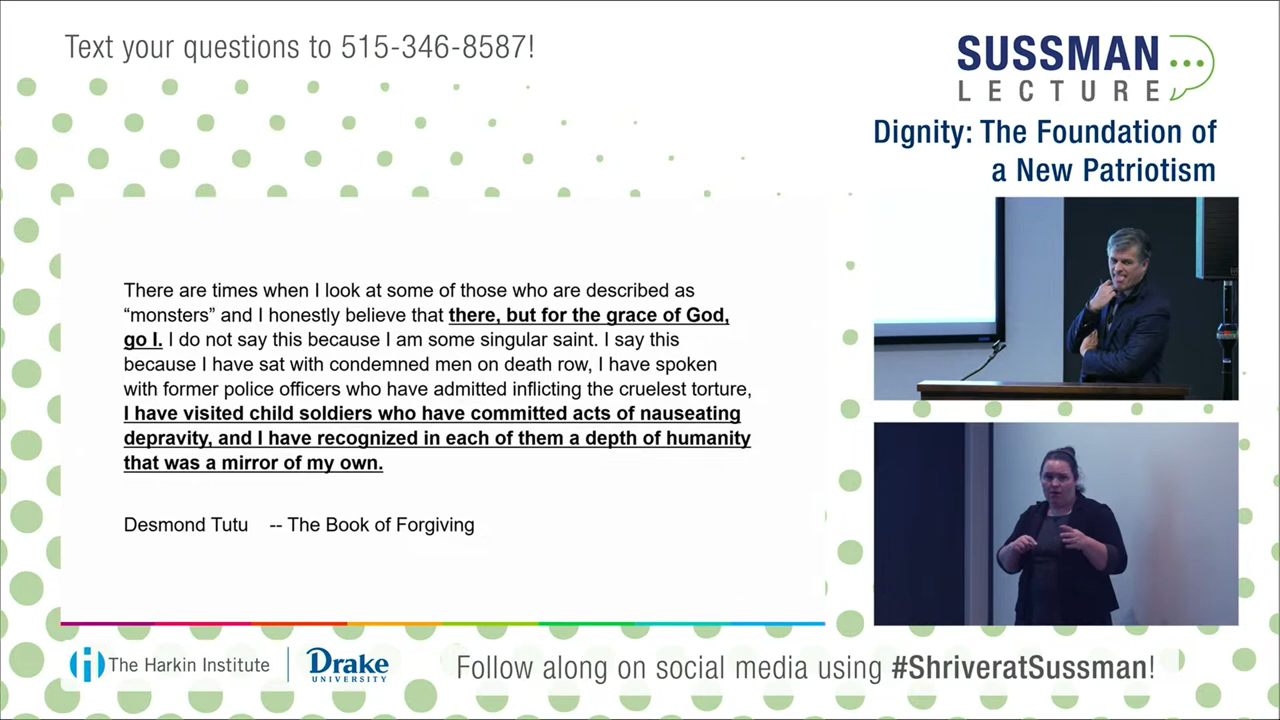 Text your questions to 515-346-8587!
SUSSMAN
LECTURE
Dignity: The Foundation of
a New Patriotism
There are times when I look at some of those who are described as
“monsters” and I honestly believe that there, but for the grace of God,
go I. I do not say this because I am some singular saint. I say this
because I have sat with condemned men on death row, I have spoken
with former police officers who have admitted inflicting the cruelest torture,
I have visited child soldiers who have committed acts of nauseating
depravity, and I have recognized in each of them a depth of humanity
that was a mirror of my own.
Desmond Tutu -- The Book of Forgiving
The Harkin Institute
Drake
UNIVERSITY
Follow along on social media using #ShriveratSussman!